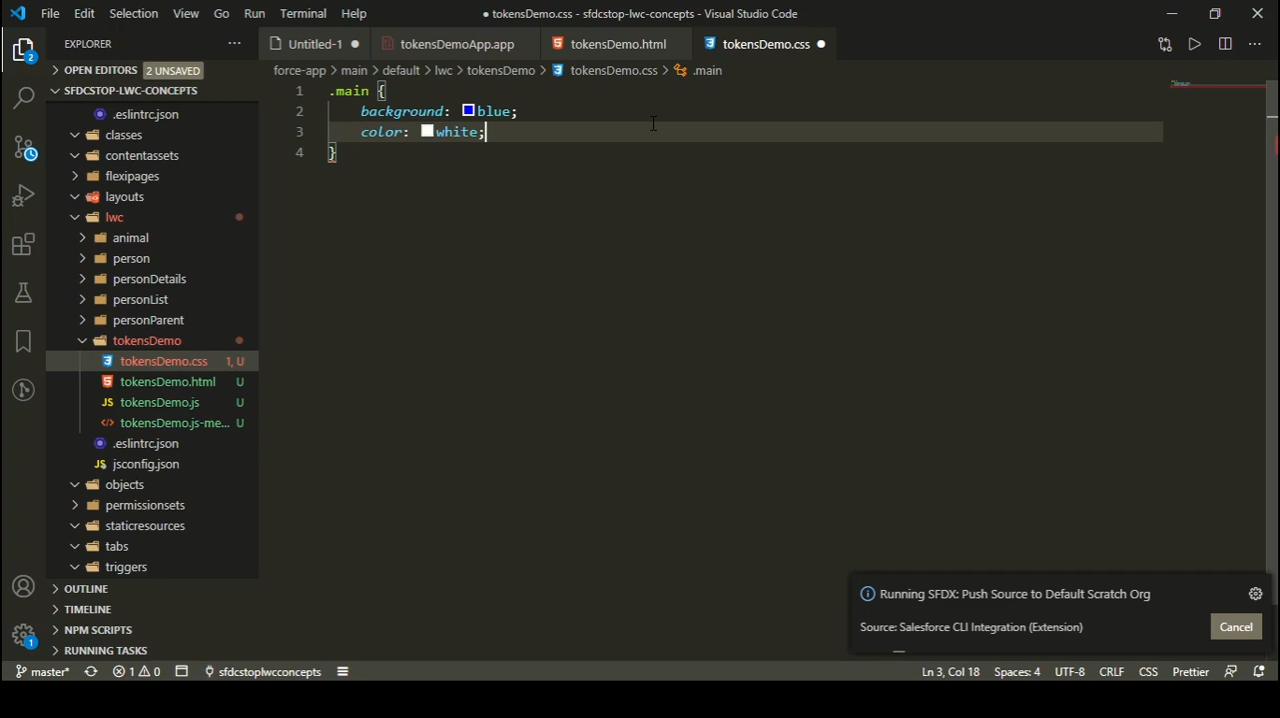 File Edit Selection View Go Run Terminal Help
● tokensDemo.css - sfdcstop-lwc-concepts - Visual Studio Code
EXPLORER
Untitled-1
tokensDemoApp.app
tokensDemo.html
tokensDemo.css
OPEN EDITORS 2 UNSAVED
force-app > main > default > lwc > tokensDemo > tokensDemo.css > .main
SFDCSTOP-LWC-CONCEPTS
.eslintrc.json
classes
contentassets
flexipages
layouts
lwc
animal
person
personDetails
personList
personParent
tokensDemo
tokensDemo.css 1, U
tokensDemo.html U
tokensDemo.js U
tokensDemo.js-me... U
.eslintrc.json
jsconfig.json
objects
permissionsets
staticresources
tabs
triggers
OUTLINE
TIMELINE
NPM SCRIPTS
RUNNING TASKS
1 .main {
2 background: blue;
3 color: white;
4 }
Running SFDX: Push Source to Default Scratch Org
Source: Salesforce CLI Integration (Extension)
Cancel
2
1
master* 1 0 sfdcstoplwcconcepts
Ln 3, Col 18 Spaces: 4 UTF-8 CRLF CSS Prettier